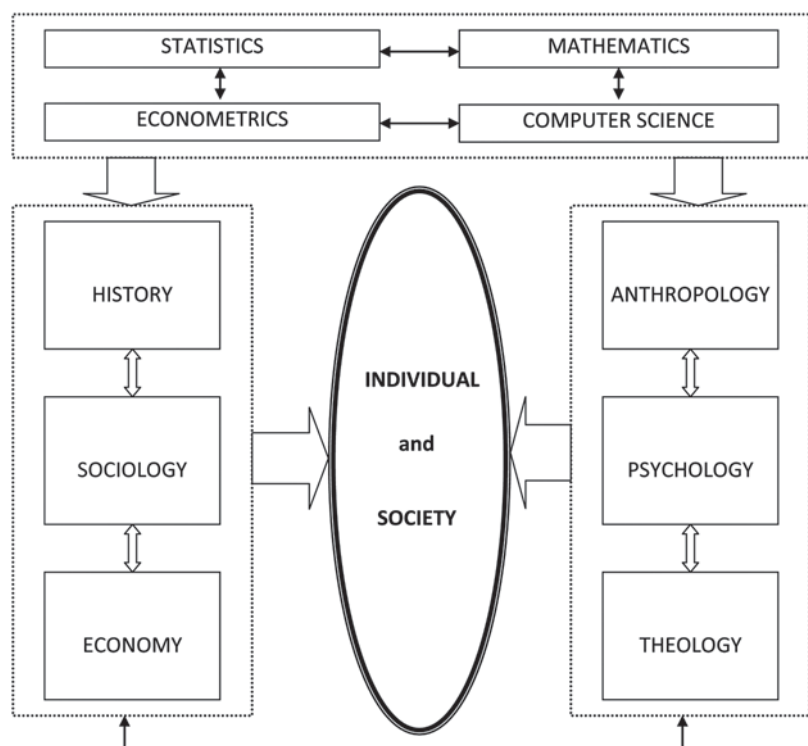 STATISTICS
MATHEMATICS
ECONOMETRICS
COMPUTER SCIENCE
HISTORY
ANTHROPOLOGY
INDIVIDUAL
and
SOCIETY
SOCIOLOGY
PSYCHOLOGY
ECONOMY
THEOLOGY